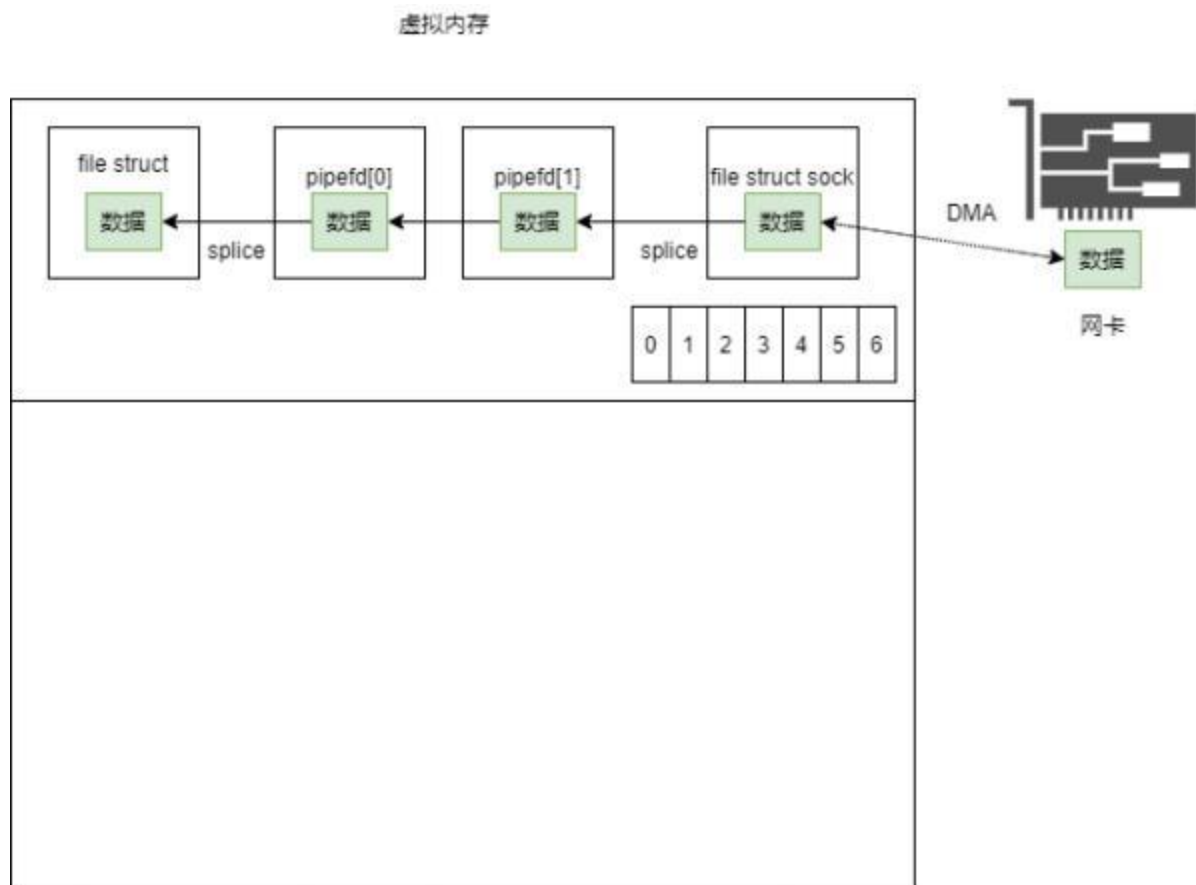 虚拟内存
file struct
pipefd[0]
pipefd[1]
file struct sock
数据
数据
数据
数据
splice
splice
DMA
数据
网卡
0 1 2 3 4 5 6